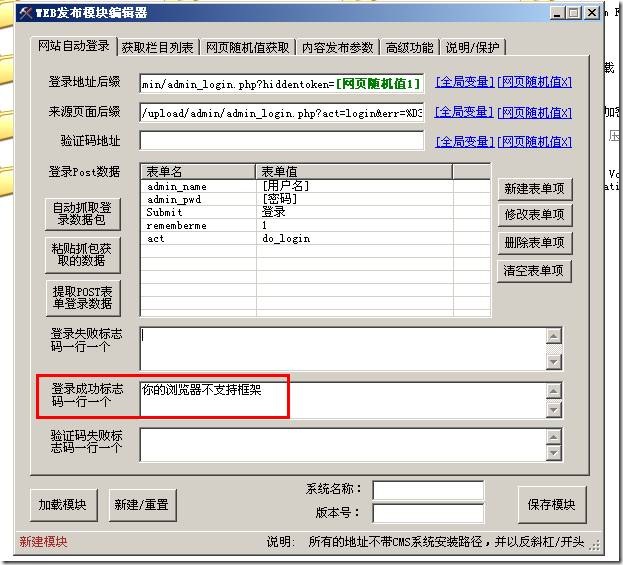 WEB发布模块编辑器
网站自动登录 获取栏目列表 网页随机值获取 内容发布参数 高级功能 说明/保护
登录地址后缀 min/admin_login.php?hiddentoken=[网页随机值1] [全局变量] [网页随机值X]
来源页面后缀 /upload/admin/admin_login.php?act=login&err=%D3 [全局变量] [网页随机值X]
验证码地址 [全局变量] [网页随机值X]
登录Post数据
表单名 表单值
admin_name [用户名]
admin_pwd [密码]
Submit 登录
rememberme 1
act do_login
自动抓取登
录数据包
粘贴抓包获
取的数据
提取POST表
单登录数据
新建表单项
修改表单项
删除表单项
清空表单项
登录失败标志
码一行一个
登录成功标志
码一行一个
你的浏览器不支持框架
验证码失败标
志码一行一个
加载模块 新建/重置
系统名称：
版本号：
保存模块
新建模块 说明: 所有的地址不带CMS系统安装路径，并以反斜杠/开头